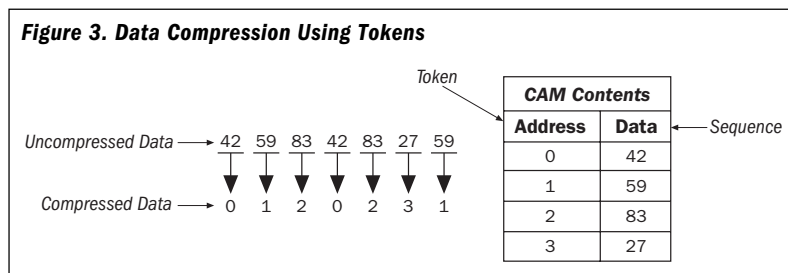 Figure 3. Data Compression Using Tokens
Token
CAM Contents
Address Data
Sequence
Uncompressed Data 42 59 83 42 83 27 59
Compressed Data 0 1 2 0 2 3 1
0 42
1 59
2 83
3 27